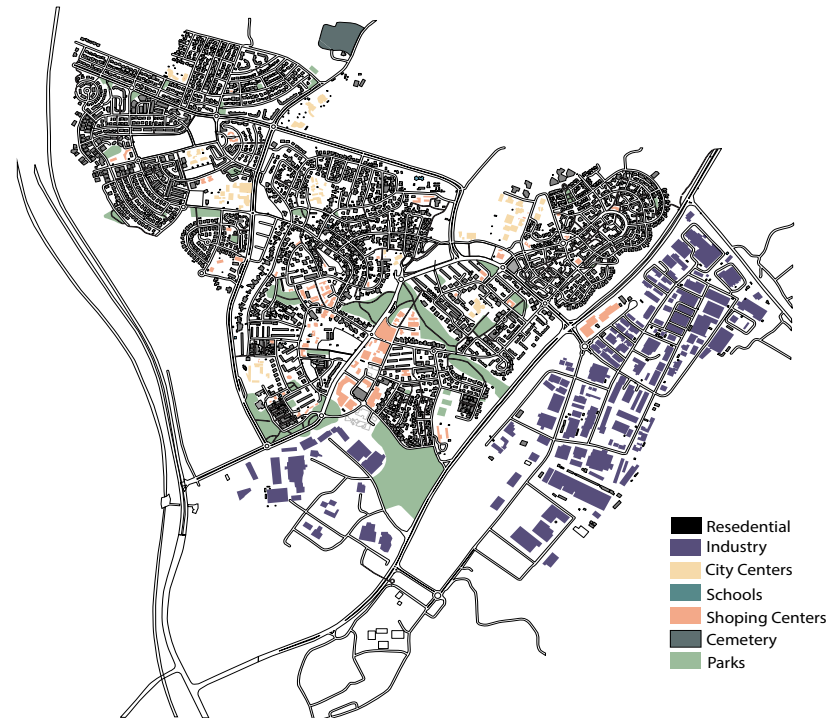 Resedential
Industry
City Centers
Schools
Shoping Centers
Cemetery
Parks